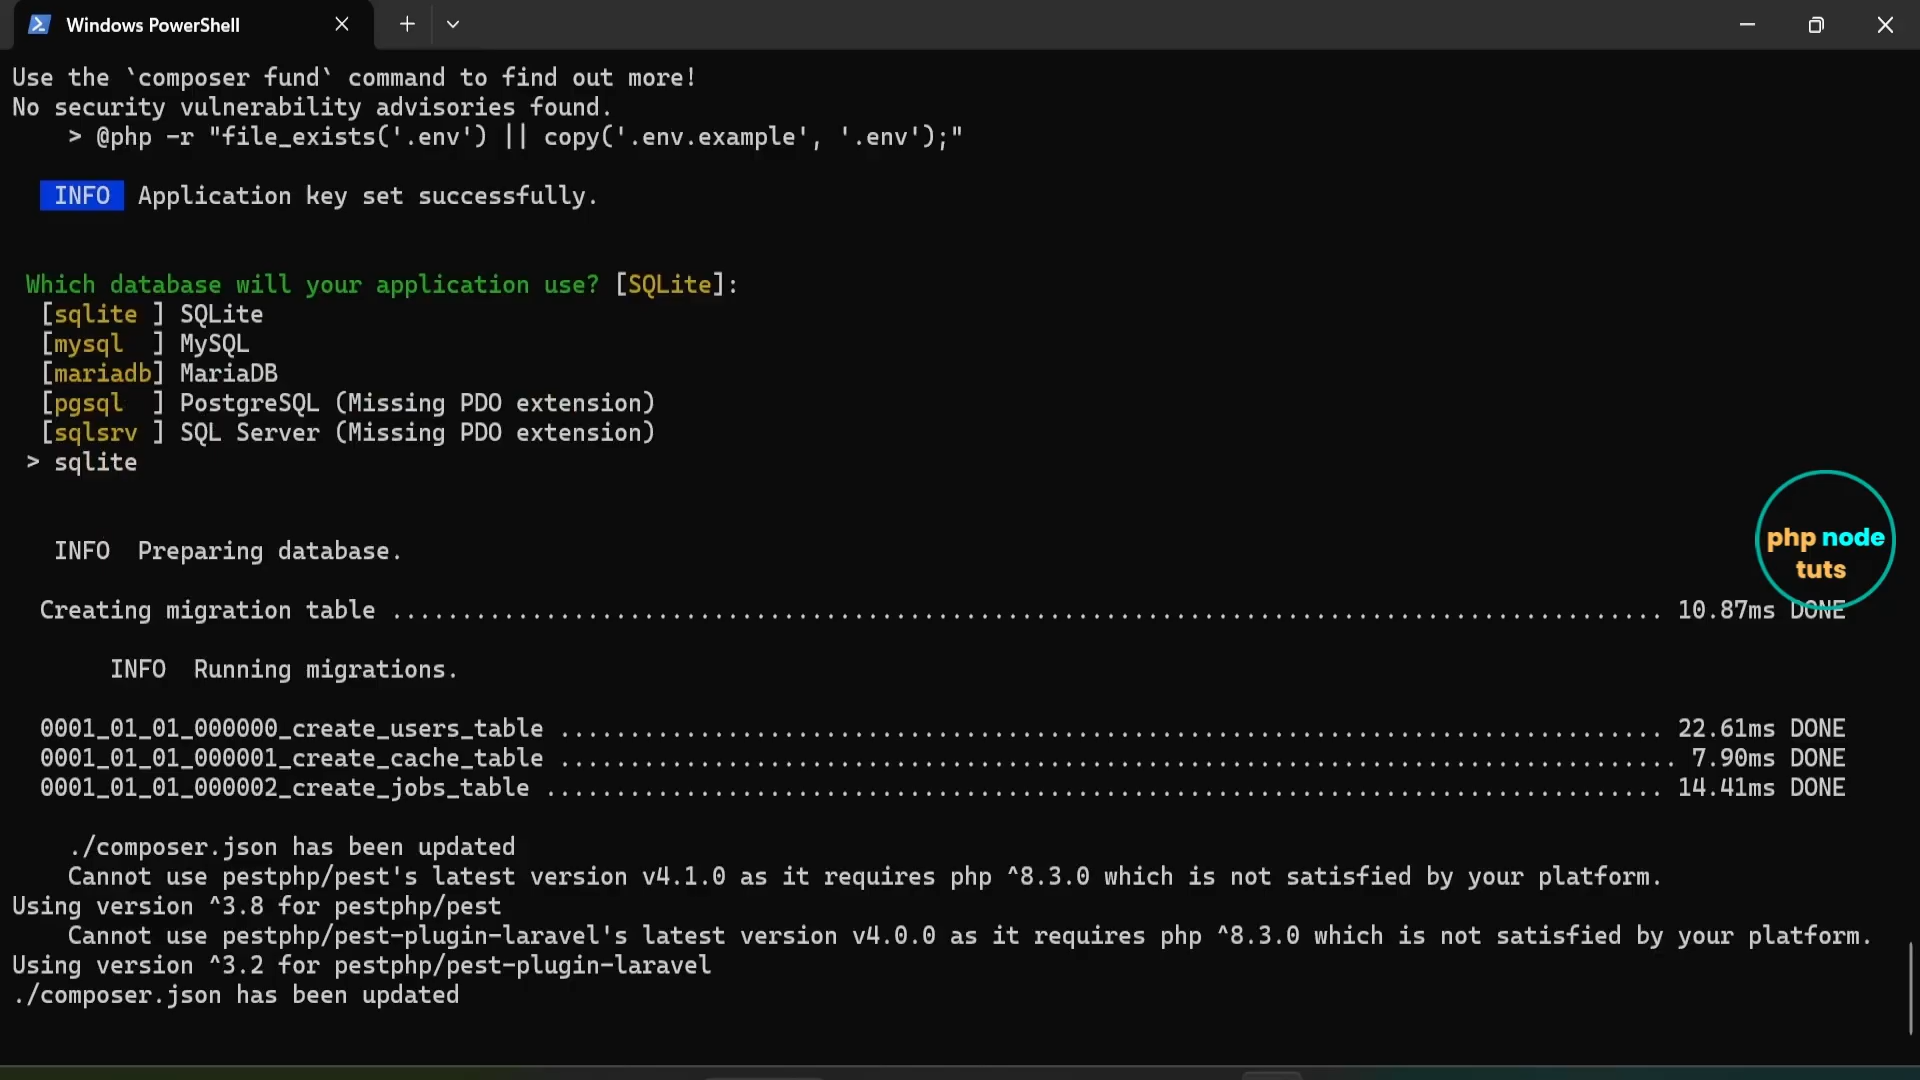 Windows PowerShell
Use the `composer fund` command to find out more!
No security vulnerability advisories found.
> @php -r "file_exists('.env') || copy('.env.example', '.env');"
INFO Application key set successfully.
Which database will your application use? [SQLite]:
[sqlite ] SQLite
[mysql  ] MySQL
[mariadb] MariaDB
[pgsql  ] PostgreSQL (Missing PDO extension)
[sqlsrv ] SQL Server (Missing PDO extension)
> sqlite
php node
tuts
INFO  Preparing database.
Creating migration table ........................................................................................... 10.87ms DONE
INFO  Running migrations.
0001_01_01_000000_create_users_table ............................................................................... 22.61ms DONE
0001_01_01_000001_create_cache_table ................................................................................ 7.90ms DONE
0001_01_01_000002_create_jobs_table ................................................................................ 14.41ms DONE
./composer.json has been updated
Cannot use pestphp/pest's latest version v4.1.0 as it requires php ^8.3.0 which is not satisfied by your platform.
Using version ^3.8 for pestphp/pest
Cannot use pestphp/pest-plugin-laravel's latest version v4.0.0 as it requires php ^8.3.0 which is not satisfied by your platform.
Using version ^3.2 for pestphp/pest-plugin-laravel
./composer.json has been updated